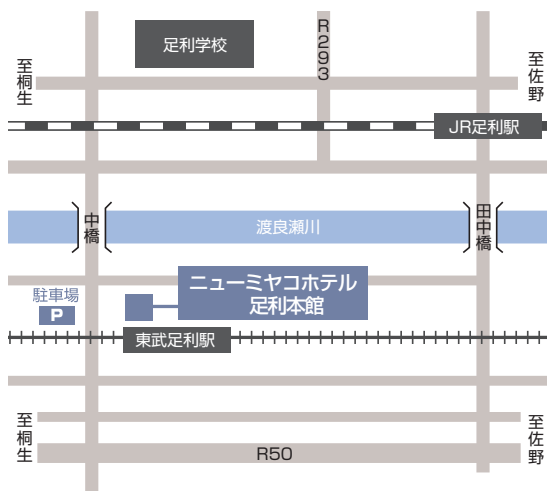 足利学校
R293
至桐生
至佐野
JR足利駅
中橋
渡良瀬川
田中橋
ニューミヤコホテル
足利本館
駐車場
P
東武足利駅
至桐生
至佐野
R50